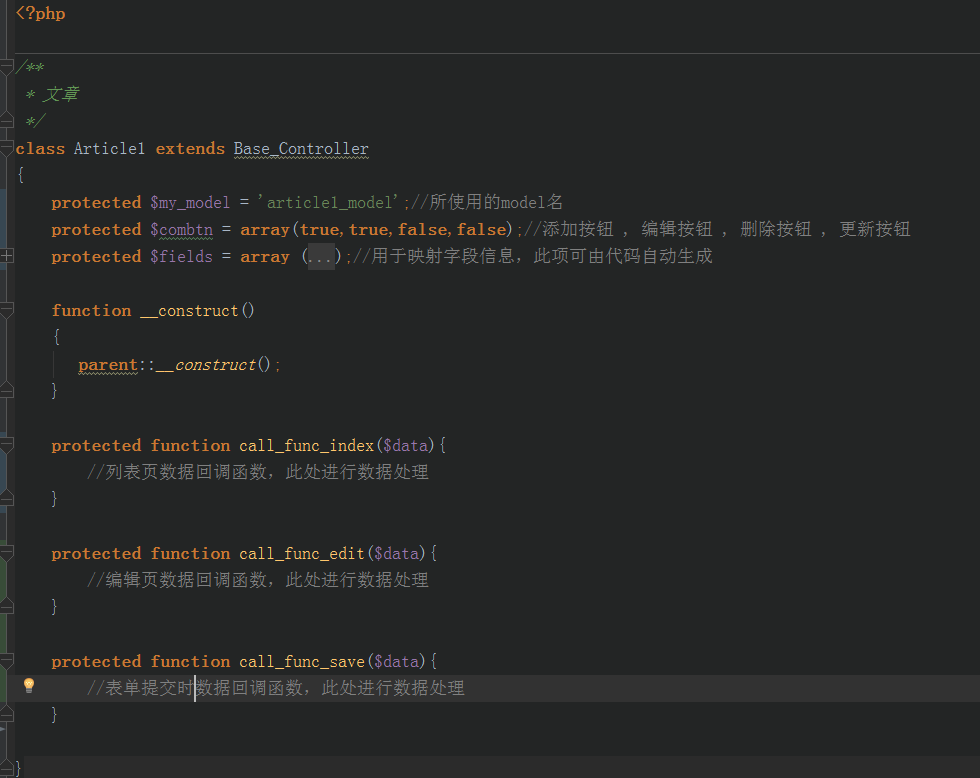 <?php
/**
 * 文章
 */
class Article1 extends Base_Controller
{
    protected $my_model = 'article1_model';//所使用的model名
    protected $combtn = array(true,true,false,false);//添加按钮 , 编辑按钮 , 删除按钮 , 更新按钮
    protected $fields = array (...);//用于映射字段信息，此项可由代码自动生成
    function __construct()
    {
        parent::__construct();
    }
    protected function call_func_index($data){
        //列表页数据回调函数，此处进行数据处理
    }
    protected function call_func_edit($data){
        //编辑页数据回调函数，此处进行数据处理
    }
    protected function call_func_save($data){
        //表单提交时数据回调函数，此处进行数据处理
    }
}